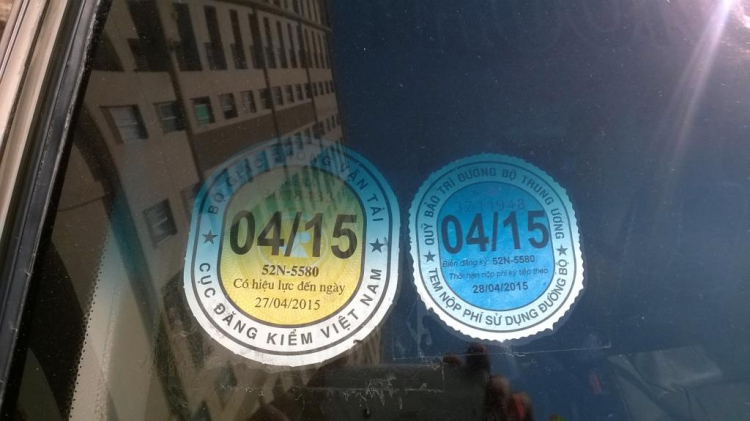 BỘ GIAO THÔNG VẬN TẢI
04/15
52N-5580
Có hiệu lực đến ngày
27/04/2015
CỤC ĐĂNG KIỂM VIỆT NAM
QUỸ BẢO TRÌ ĐƯỜNG BỘ TRUNG ƯƠNG
04/15
Biển đăng ký: 52N-5580
Thời hạn nộp phí kỳ tiếp theo
28/04/2015
TEM NỘP PHÍ SỬ DỤNG ĐƯỜNG BỘ